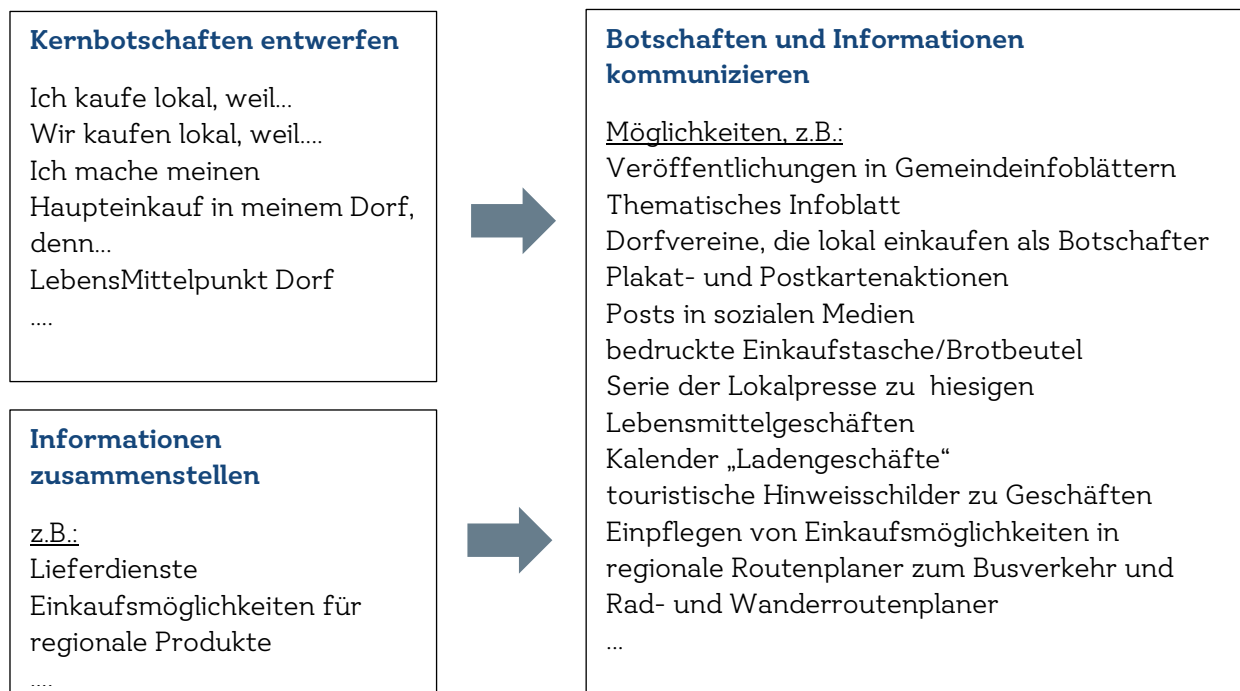 Kernbotschaften entwerfen
Ich kaufe lokal, weil...
Wir kaufen lokal, weil....
Ich mache meinen
Haupteinkauf in meinem Dorf,
denn...
LebensMittelpunkt Dorf
....
Informationen
zusammenstellen
z.B.:
Lieferdienste
Einkaufsmöglichkeiten für
regionale Produkte
....
Botschaften und Informationen
kommunizieren
Möglichkeiten, z.B.:
Veröffentlichungen in Gemeindeinfoblättern
Thematisches Infoblatt
Dorfvereine, die lokal einkaufen als Botschafter
Plakat- und Postkartenaktionen
Posts in sozialen Medien
bedruckte Einkaufstasche/Brotbeutel
Serie der Lokalpresse zu  hiesigen
Lebensmittelgeschäften
Kalender „Ladengeschäfte“
touristische Hinweisschilder zu Geschäften
Einpflegen von Einkaufsmöglichkeiten in
regionale Routenplaner zum Busverkehr und
Rad- und Wanderroutenplaner
...